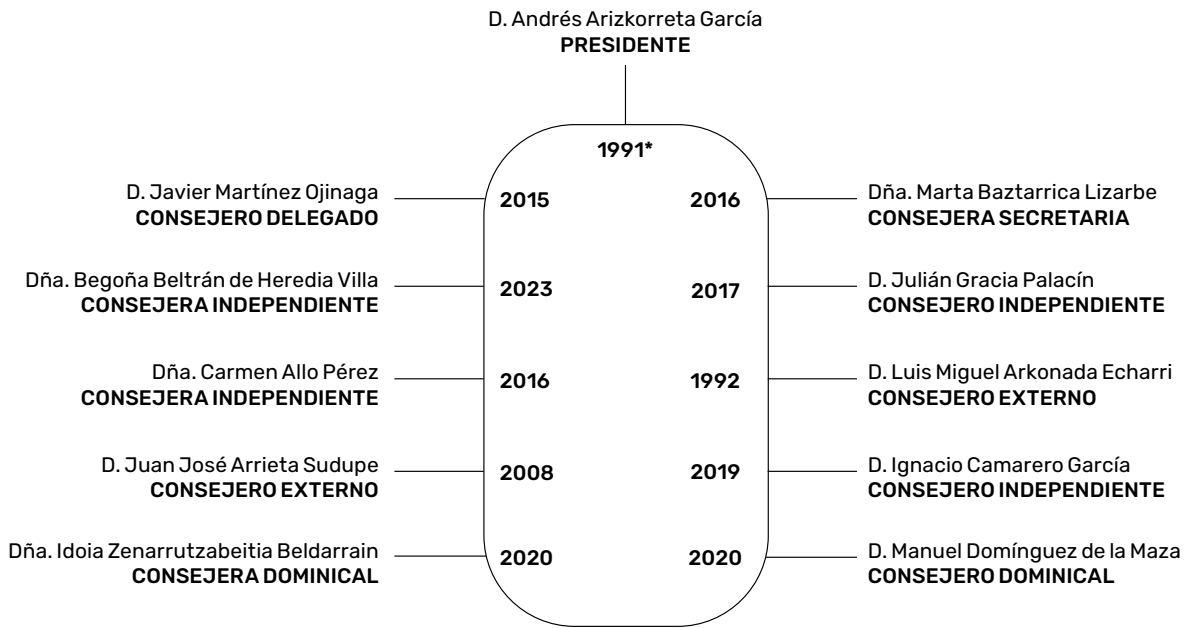 D. Andrés Arizkorreta García
PRESIDENTE
1991*
D. Javier Martínez Ojinaga
CONSEJERO DELEGADO
2015
2016
Dña. Marta Baztarrica Lizarbe
CONSEJERA SECRETARIA
Dña. Begoña Beltrán de Heredia Villa
CONSEJERA INDEPENDIENTE
2023
2017
D. Julián Gracia Palacín
CONSEJERO INDEPENDIENTE
Dña. Carmen Allo Pérez
CONSEJERA INDEPENDIENTE
2016
1992
D. Luis Miguel Arkonada Echarri
CONSEJERO EXTERNO
D. Juan José Arrieta Sudupe
CONSEJERO EXTERNO
2008
2019
D. Ignacio Camarero García
CONSEJERO INDEPENDIENTE
Dña. Idoia Zenarrutzabeitia Beldarrain
CONSEJERA DOMINICAL
2020
2020
D. Manuel Domínguez de la Maza
CONSEJERO DOMINICAL